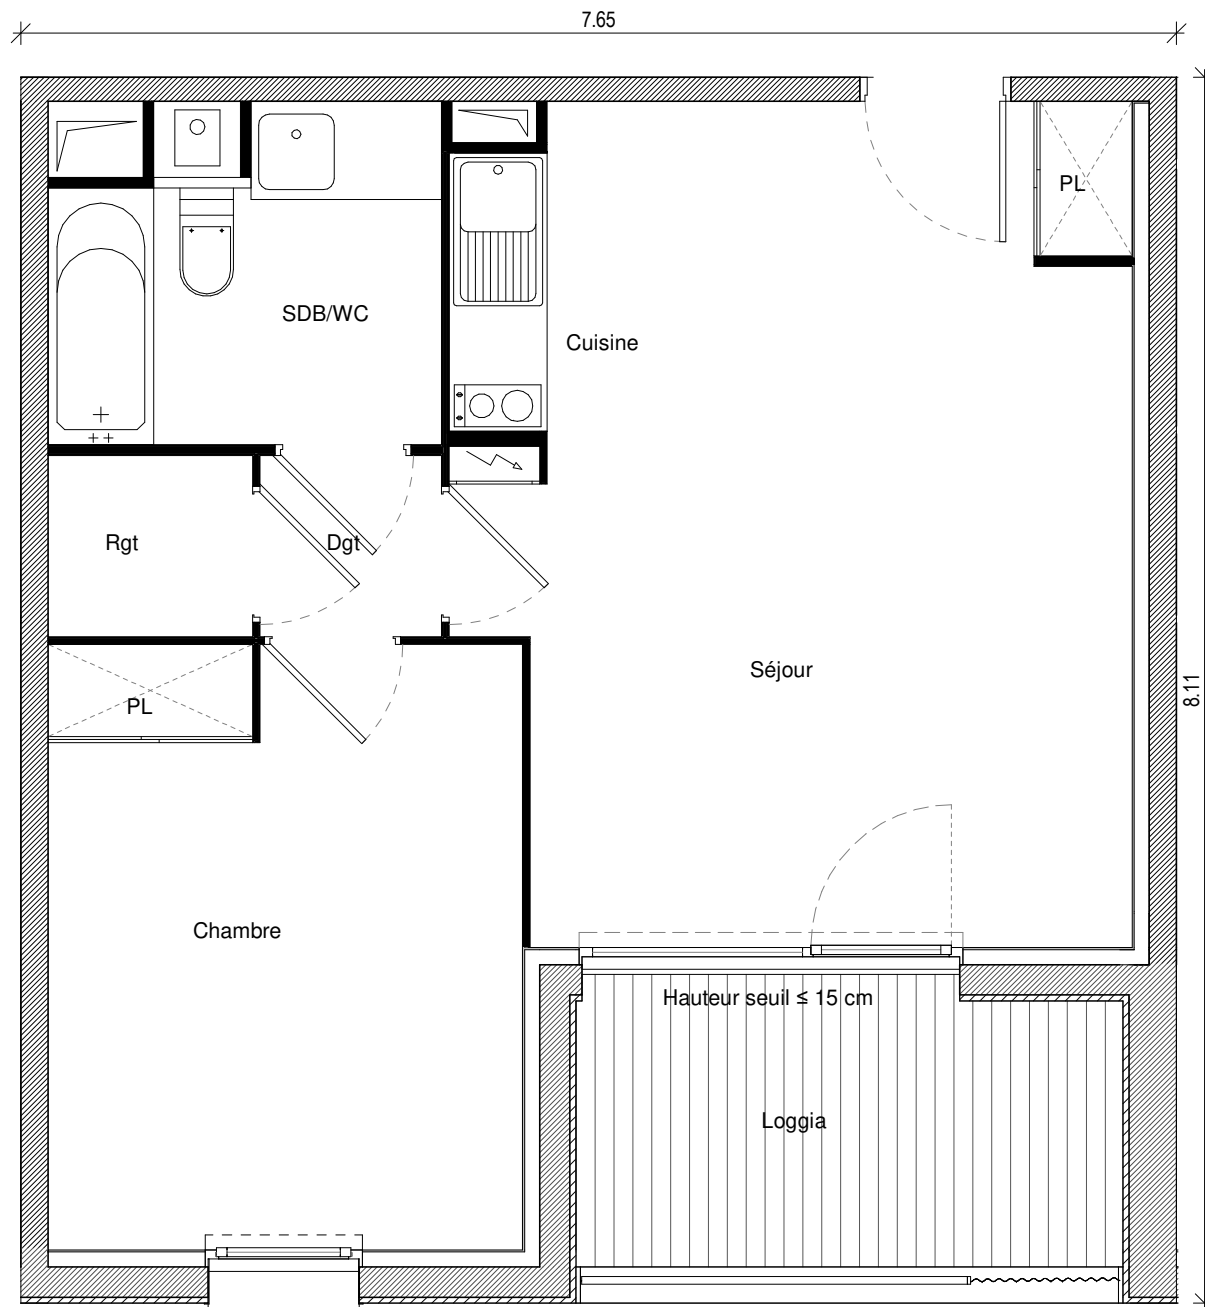 7.65
PL
SDB/WC
Cuisine
Rgt
Dgt
Séjour
8.11
PL
Chambre
Hauteur seuil ≤ 15 cm
Loggia